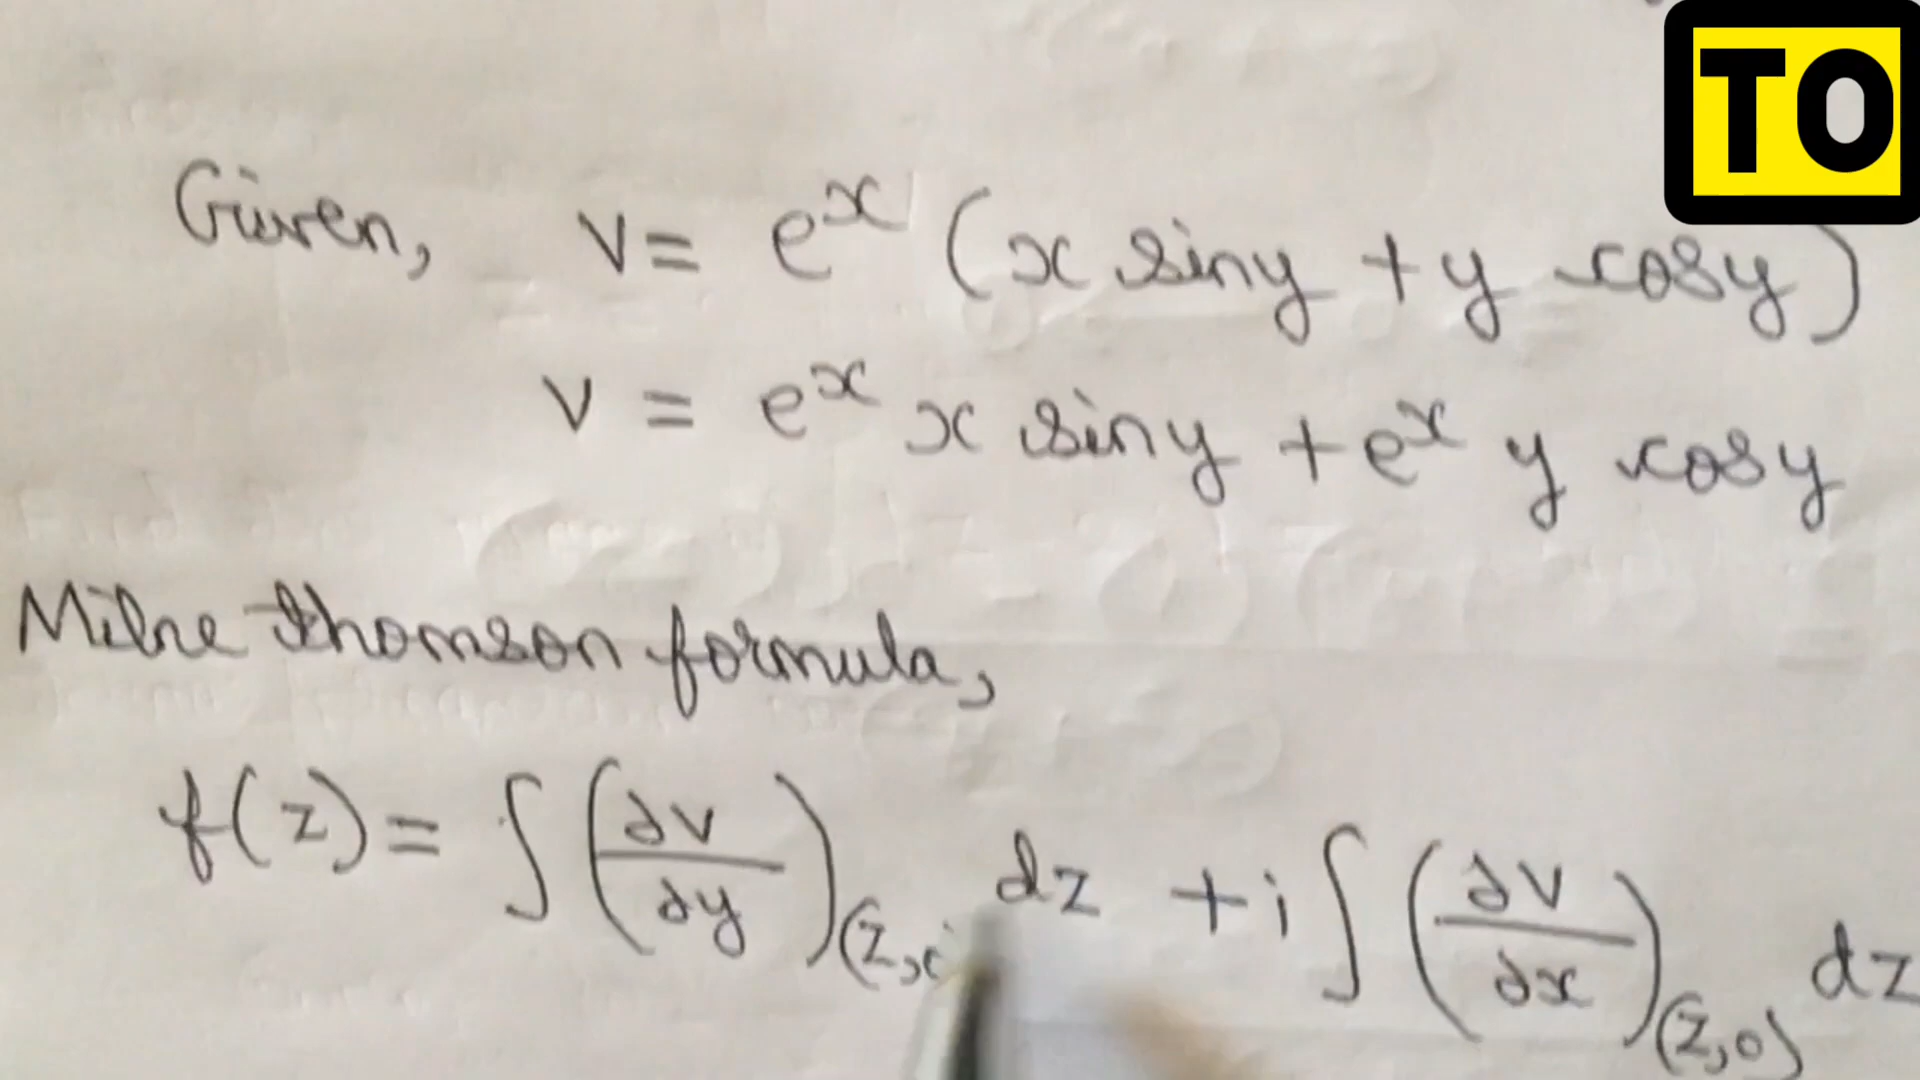 TO
Given, v = e^x (x siny + y cosy)
v = e^x x siny + e^x y cosy
Milne thomson formula,
f(z) = ∫ (∂v/∂y)(z, dz + i ∫ (∂v/∂x)(z,0) dz